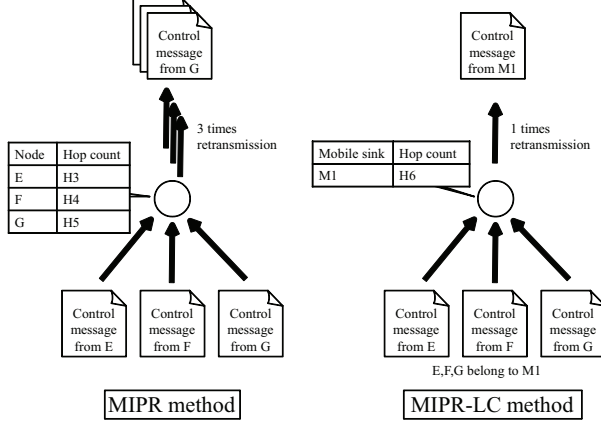 Control
message
from G
3 times
retransmission
Node Hop count
E H3
F H4
G H5
Control
message
from E
Control
message
from F
Control
message
from G
MIPR method
Control
message
from M1
1 times
retransmission
Mobile sink Hop count
M1 H6
Control
message
from E
Control
message
from F
Control
message
from G
E,F,G belong to M1
MIPR-LC method